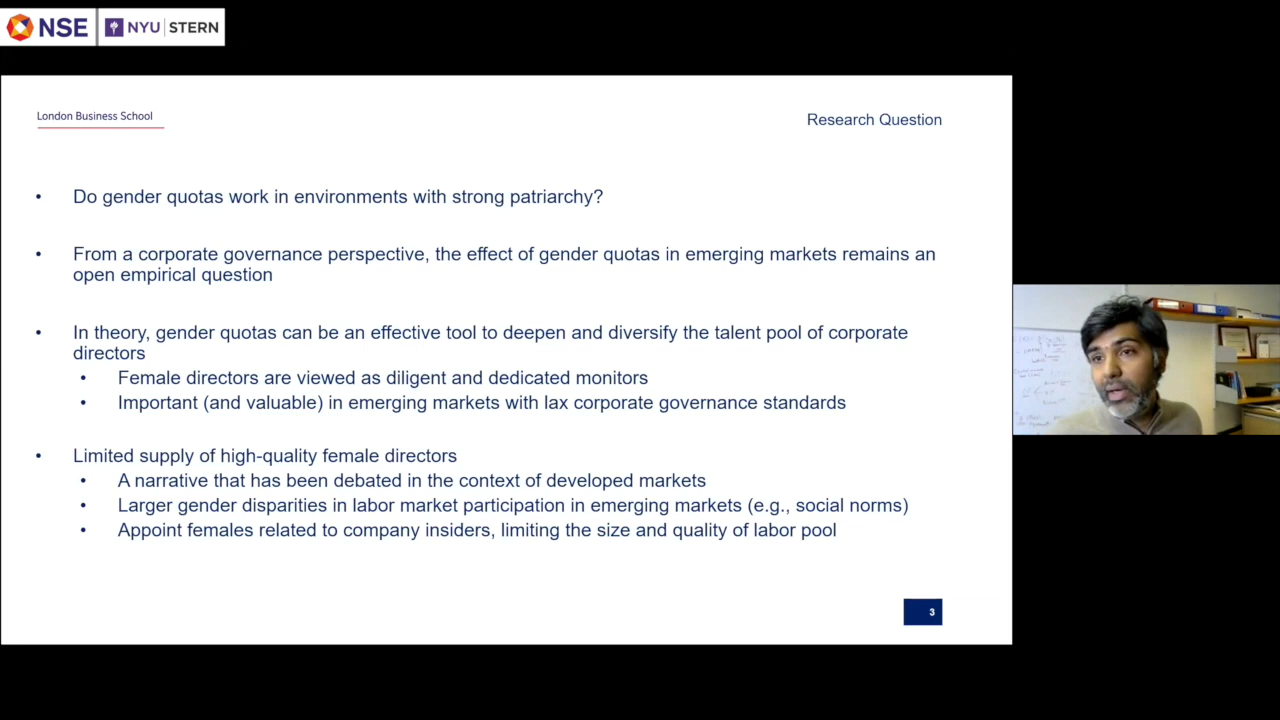 NSE NYU STERN
London Business School
Research Question
• Do gender quotas work in environments with strong patriarchy?
• From a corporate governance perspective, the effect of gender quotas in emerging markets remains an
open empirical question
• In theory, gender quotas can be an effective tool to deepen and diversify the talent pool of corporate
directors
• Female directors are viewed as diligent and dedicated monitors
• Important (and valuable) in emerging markets with lax corporate governance standards
• Limited supply of high-quality female directors
• A narrative that has been debated in the context of developed markets
• Larger gender disparities in labor market participation in emerging markets (e.g., social norms)
• Appoint females related to company insiders, limiting the size and quality of labor pool
3